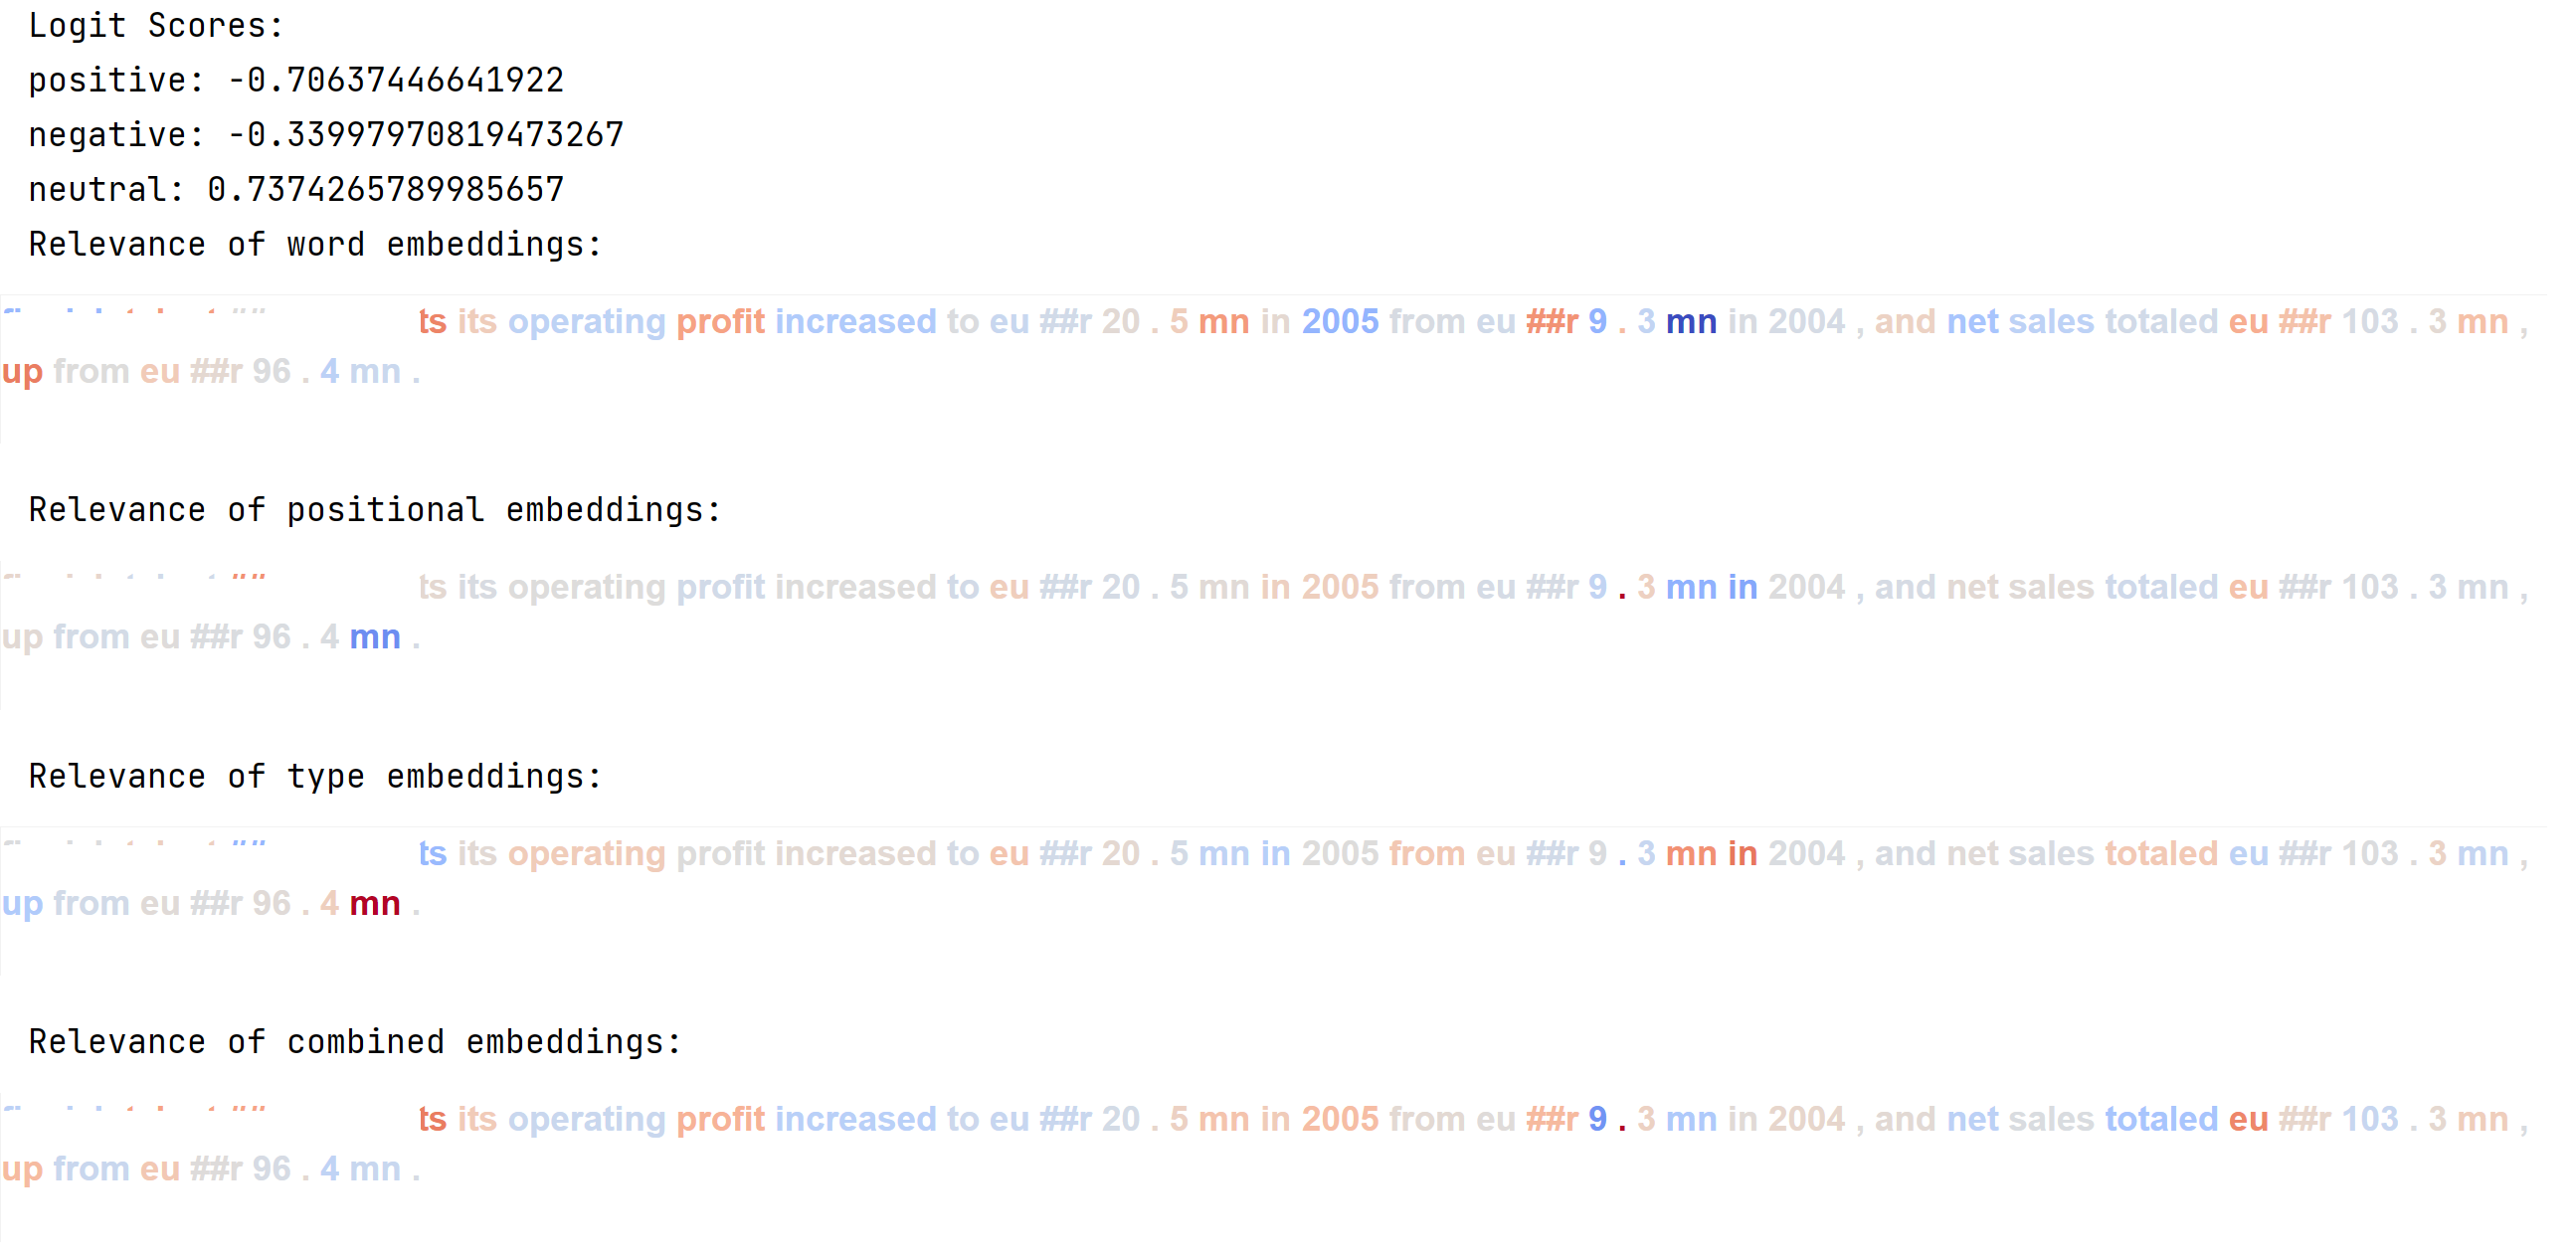 Logit Scores:
positive: -0.70637446641922
negative: -0.33997970819473267
neutral: 0.7374265789985657
Relevance of word embeddings:
ts its operating profit increased to eu ##r 20 . 5 mn in 2005 from eu ##r 9 . 3 mn in 2004 , and net sales totaled eu ##r 103 . 3 mn ,
up from eu ##r 96 . 4 mn .
Relevance of positional embeddings:
ts its operating profit increased to eu ##r 20 . 5 mn in 2005 from eu ##r 9 . 3 mn in 2004 , and net sales totaled eu ##r 103 . 3 mn ,
up from eu ##r 96 . 4 mn .
Relevance of type embeddings:
ts its operating profit increased to eu ##r 20 . 5 mn in 2005 from eu ##r 9 . 3 mn in 2004 , and net sales totaled eu ##r 103 . 3 mn ,
up from eu ##r 96 . 4 mn .
Relevance of combined embeddings:
ts its operating profit increased to eu ##r 20 . 5 mn in 2005 from eu ##r 9 . 3 mn in 2004 , and net sales totaled eu ##r 103 . 3 mn ,
up from eu ##r 96 . 4 mn .